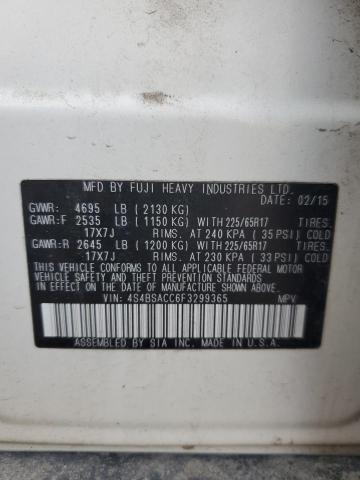 MFD BY FUJI HEAVY INDUSTRIES LTD.
DATE: 02/15
GVWR: 4695 LB (2130 KG)
GAWR:F 2535 LB (1150 KG) WITH 225/65R17 TIRES,
17X7J RIMS, AT 240 KPA (35 PSI) COLD
GAWR:R 2645 LB (1200 KG) WITH 225/65R17 TIRES,
17X7J RIMS, AT 230 KPA (33 PSI) COLD
THIS VEHICLE CONFORMS TO ALL APPLICABLE FEDERAL MOTOR
VEHICLE SAFETY AND THEFT PREVENTION STANDARDS IN EFFECT
ON THE DATE OF MANUFACTURE SHOWN ABOVE.
VIN: 4S4BSACC6F3299365 MPV
ASSEMBLED BY SIA INC. MADE IN U.S.A.